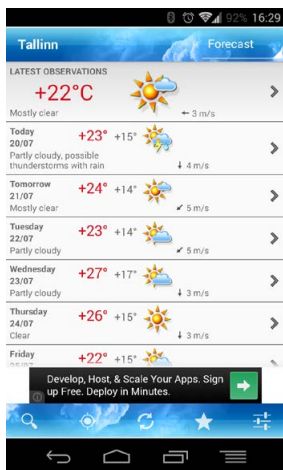 92% 16:29
Tallinn Forecast
LATEST OBSERVATIONS
+22°C
Mostly clear
← 3 m/s
Today
20/07
+23° +15°
Partly cloudy, possible
thunderstorms with rain
↓ 4 m/s
Tomorrow
21/07
+24° +14°
Mostly clear
↙ 5 m/s
Tuesday
22/07
+23° +14°
Partly cloudy
↙ 5 m/s
Wednesday
23/07
+27° +17°
Partly cloudy
↓ 3 m/s
Thursday
24/07
+26° +15°
Clear
↓ 3 m/s
Friday
+22° +15°
Develop, Host, & Scale Your Apps. Sign
up Free. Deploy in Minutes.